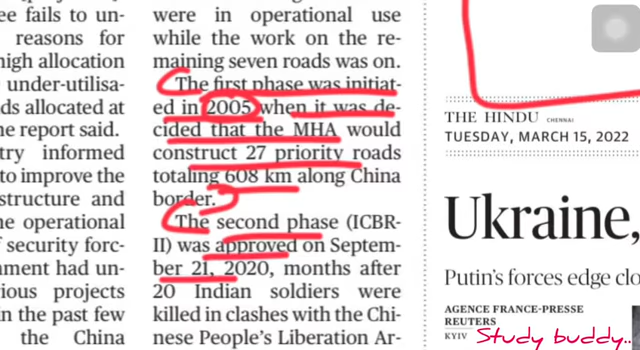 e fails to un-
reasons for
high allocation
under-utilisa-
ds allocated at
ne report said.
try informed
to improve the
structure and
ne operational
f security forc-
nment had un-
rious projects
in the past few
the China
were in operational use
while the work on the re-
maining seven roads was on.
The first phase was initiat-
ed in 2005 when it was de-
cided that the MHA would
construct 27 priority roads
totaling 608 km along China
border.
The second phase (ICBR-
II) was approved on Septem-
ber 21, 2020, months after
20 Indian soldiers were
killed in clashes with the Chi-
nese People's Liberation Ar-
THE HINDU CHENNAI
TUESDAY, MARCH 15, 2022
Ukraine,
Putin's forces edge clo
AGENCE FRANCE-PRESSE
REUTERS
KYIV
Study buddy..